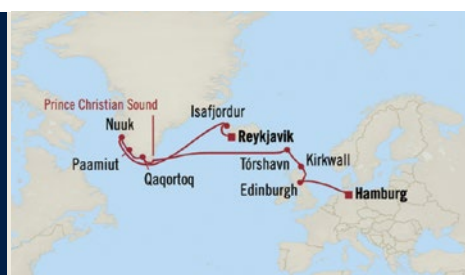 Prince Christian Sound
Nuuk
Isafjordur
Reykjavik
Paamiut
Qaqortoq
Tórshavn
Kirkwall
Edinburgh
Hamburg